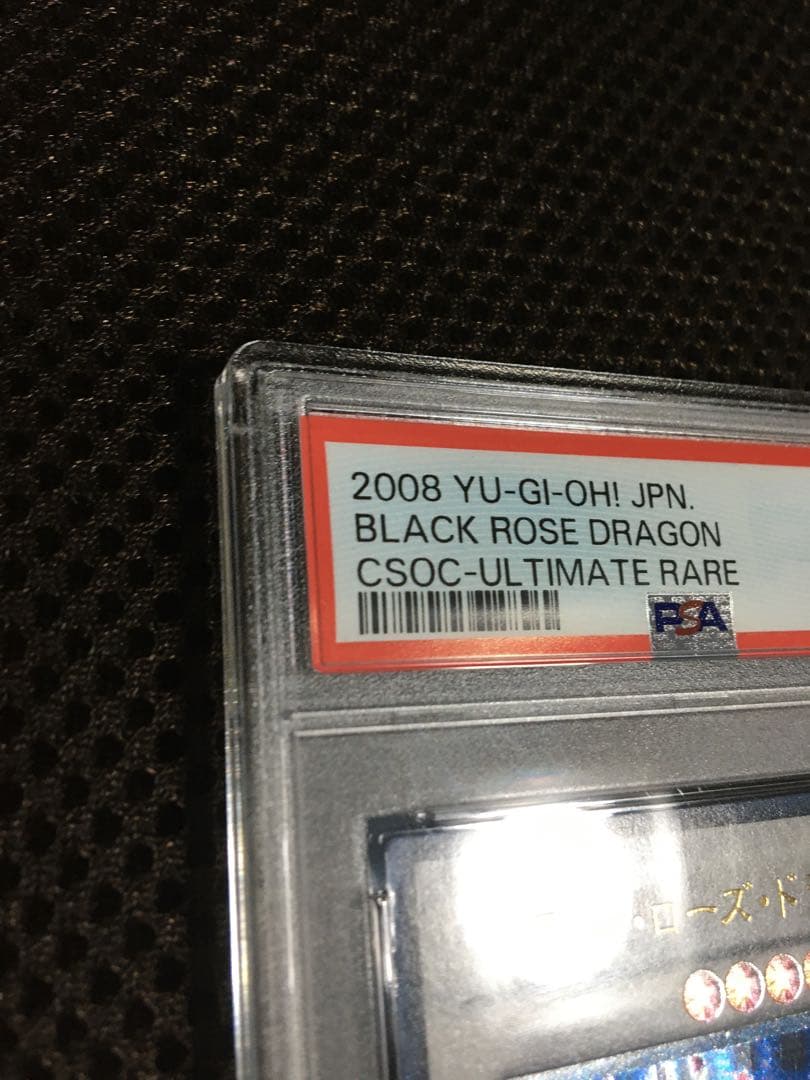 2008 YU-GI-OH! JPN.
BLACK ROSE DRAGON
CSOC-ULTIMATE RARE
PSA
・ローズ・ド